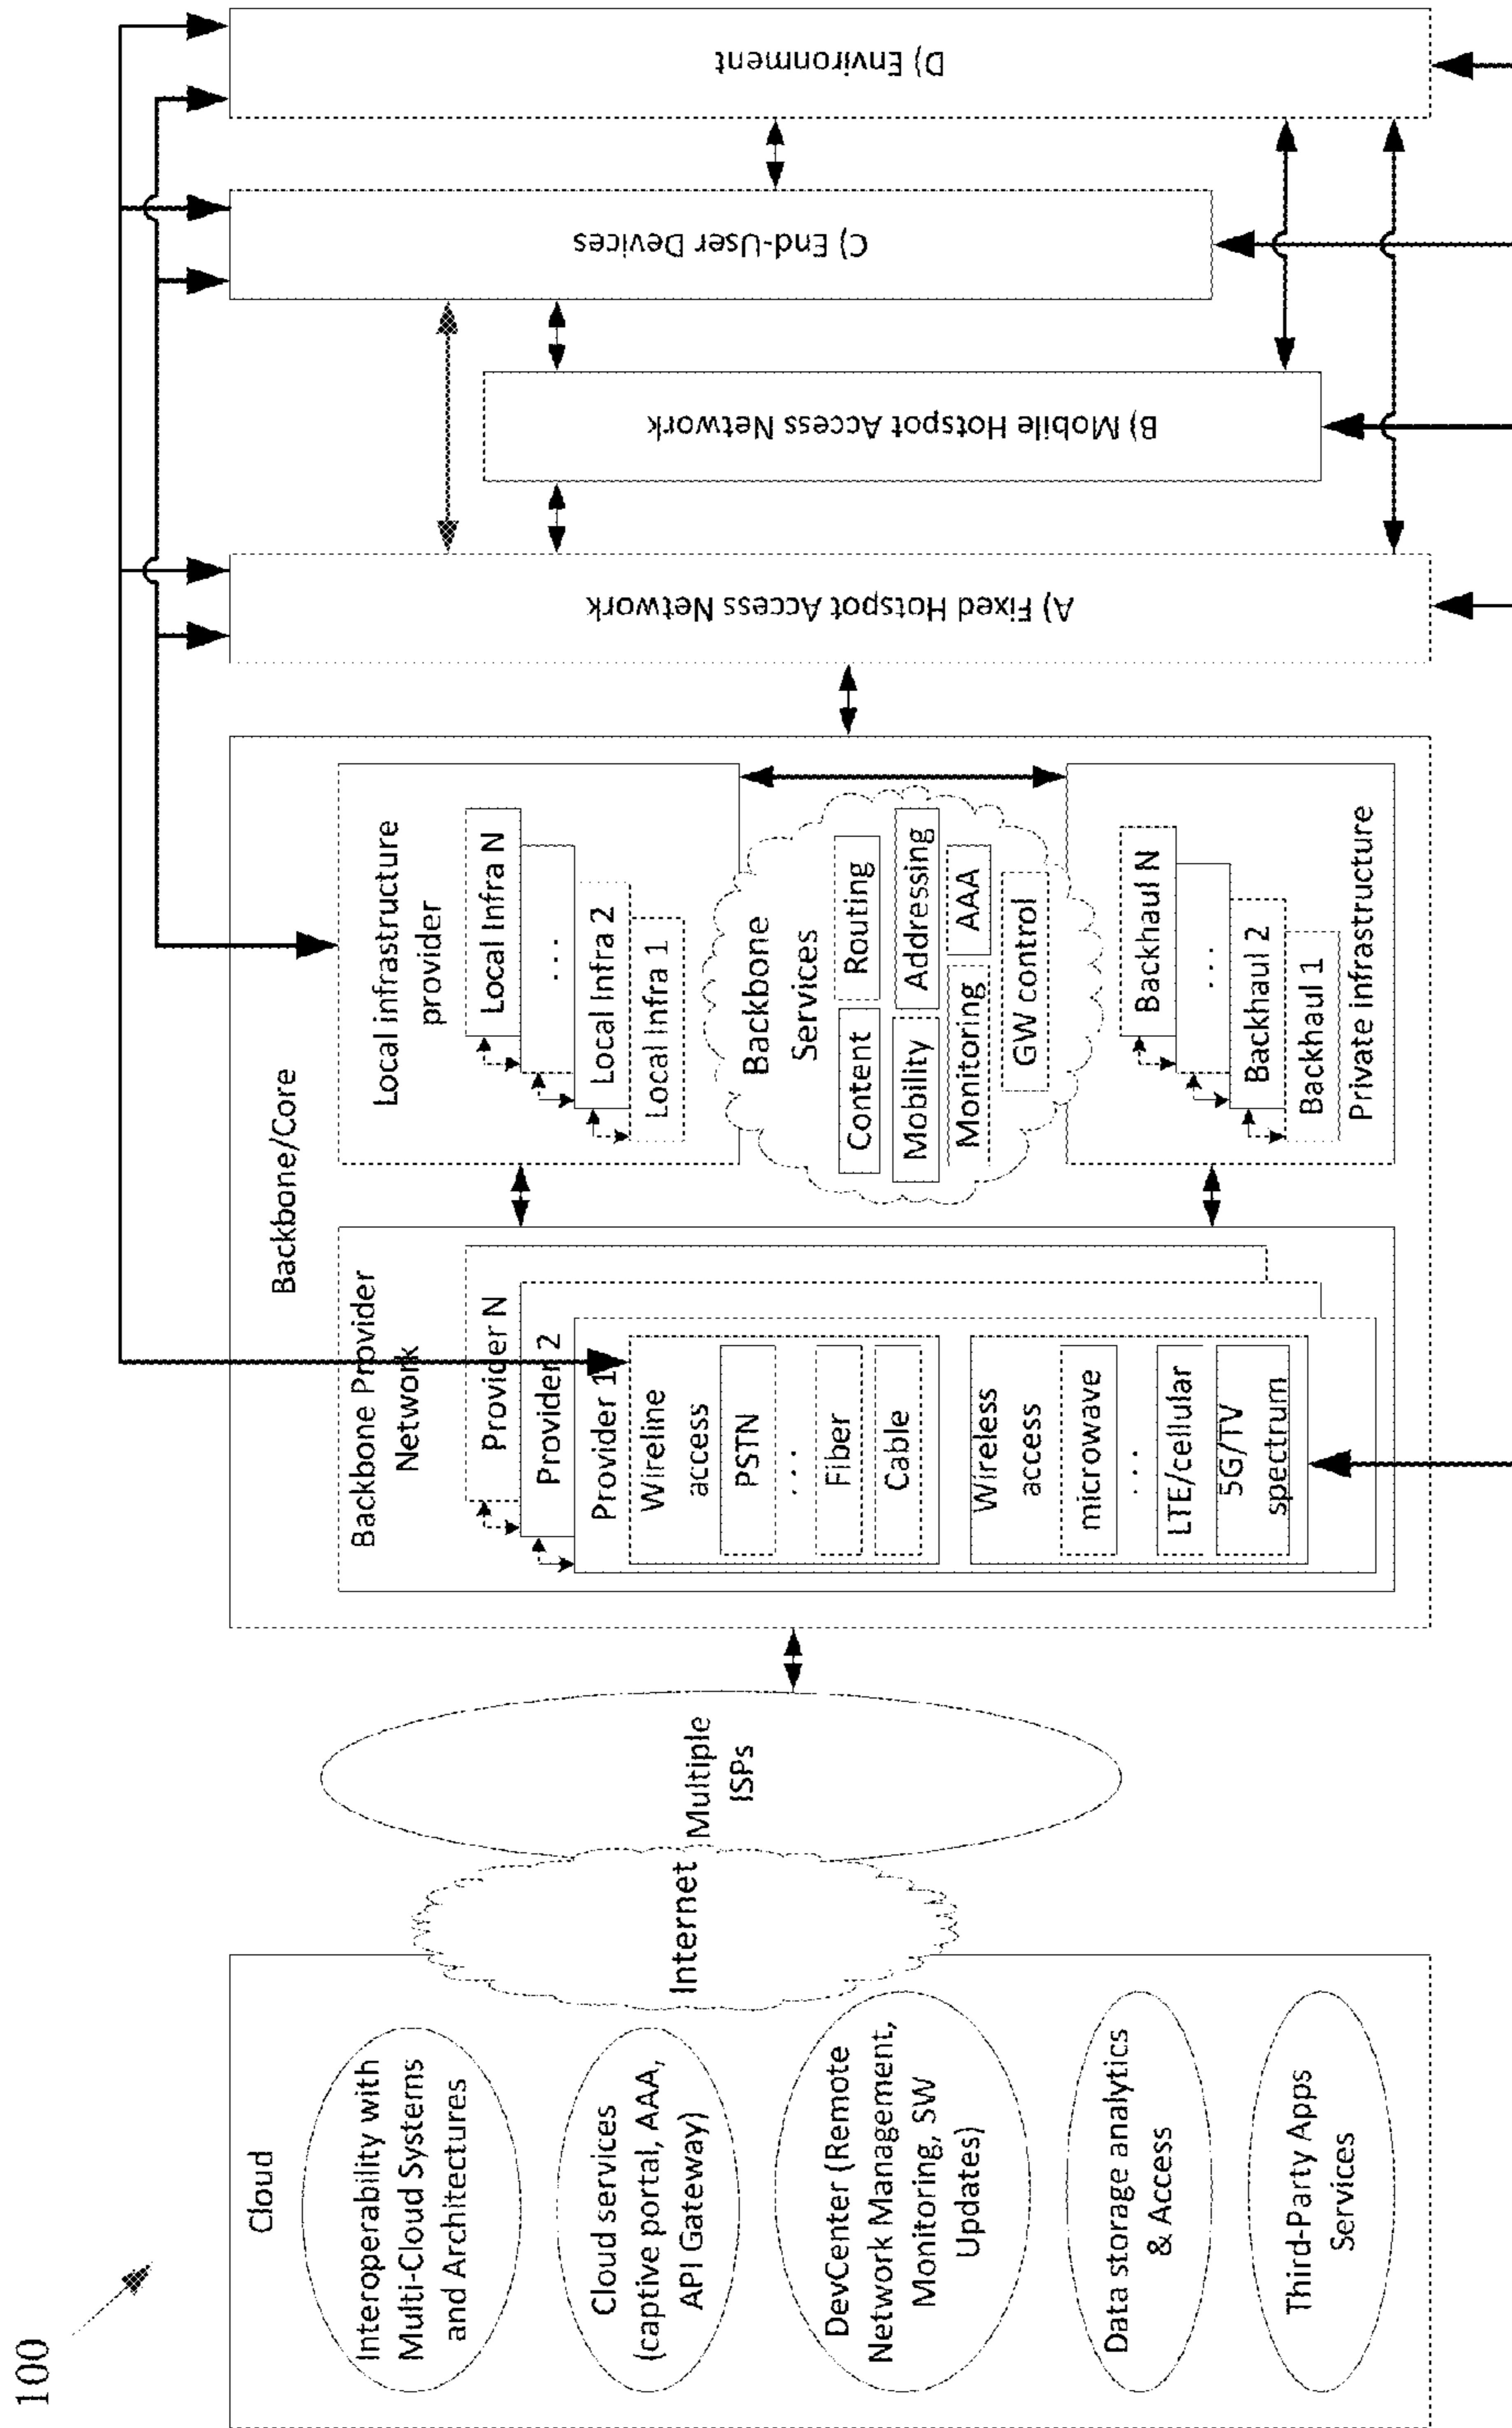 100
Cloud
Interoperability with
Multi-Cloud Systems
and Architectures
Cloud services
(captive portal, AAA,
API Gateway)
DevCenter (Remote
Network Management,
Monitoring, SW
Updates)
Data storage analytics
& Access
Third-Party Apps
Services
Internet
Multiple
ISPs
Backbone/Core
Backbone Provider
Network
Provider N
Provider 2
Provider 1
Wireline
access
PSTN
...
Fiber
Cable
Wireless
access
microwave
...
LTE/cellular
5G/TV
spectrum
Local infrastructure
provider
Local Infra N
...
Local Infra 2
Local Infra 1
Backbone
Services
Content
Routing
Mobility
Addressing
Monitoring
AAA
GW control
Backhaul N
...
Backhaul 2
Backhaul 1
Private infrastructure
A) Fixed Hotspot Access Network
B) Mobile Hotspot Access Network
C) End-User Devices
D) Environment